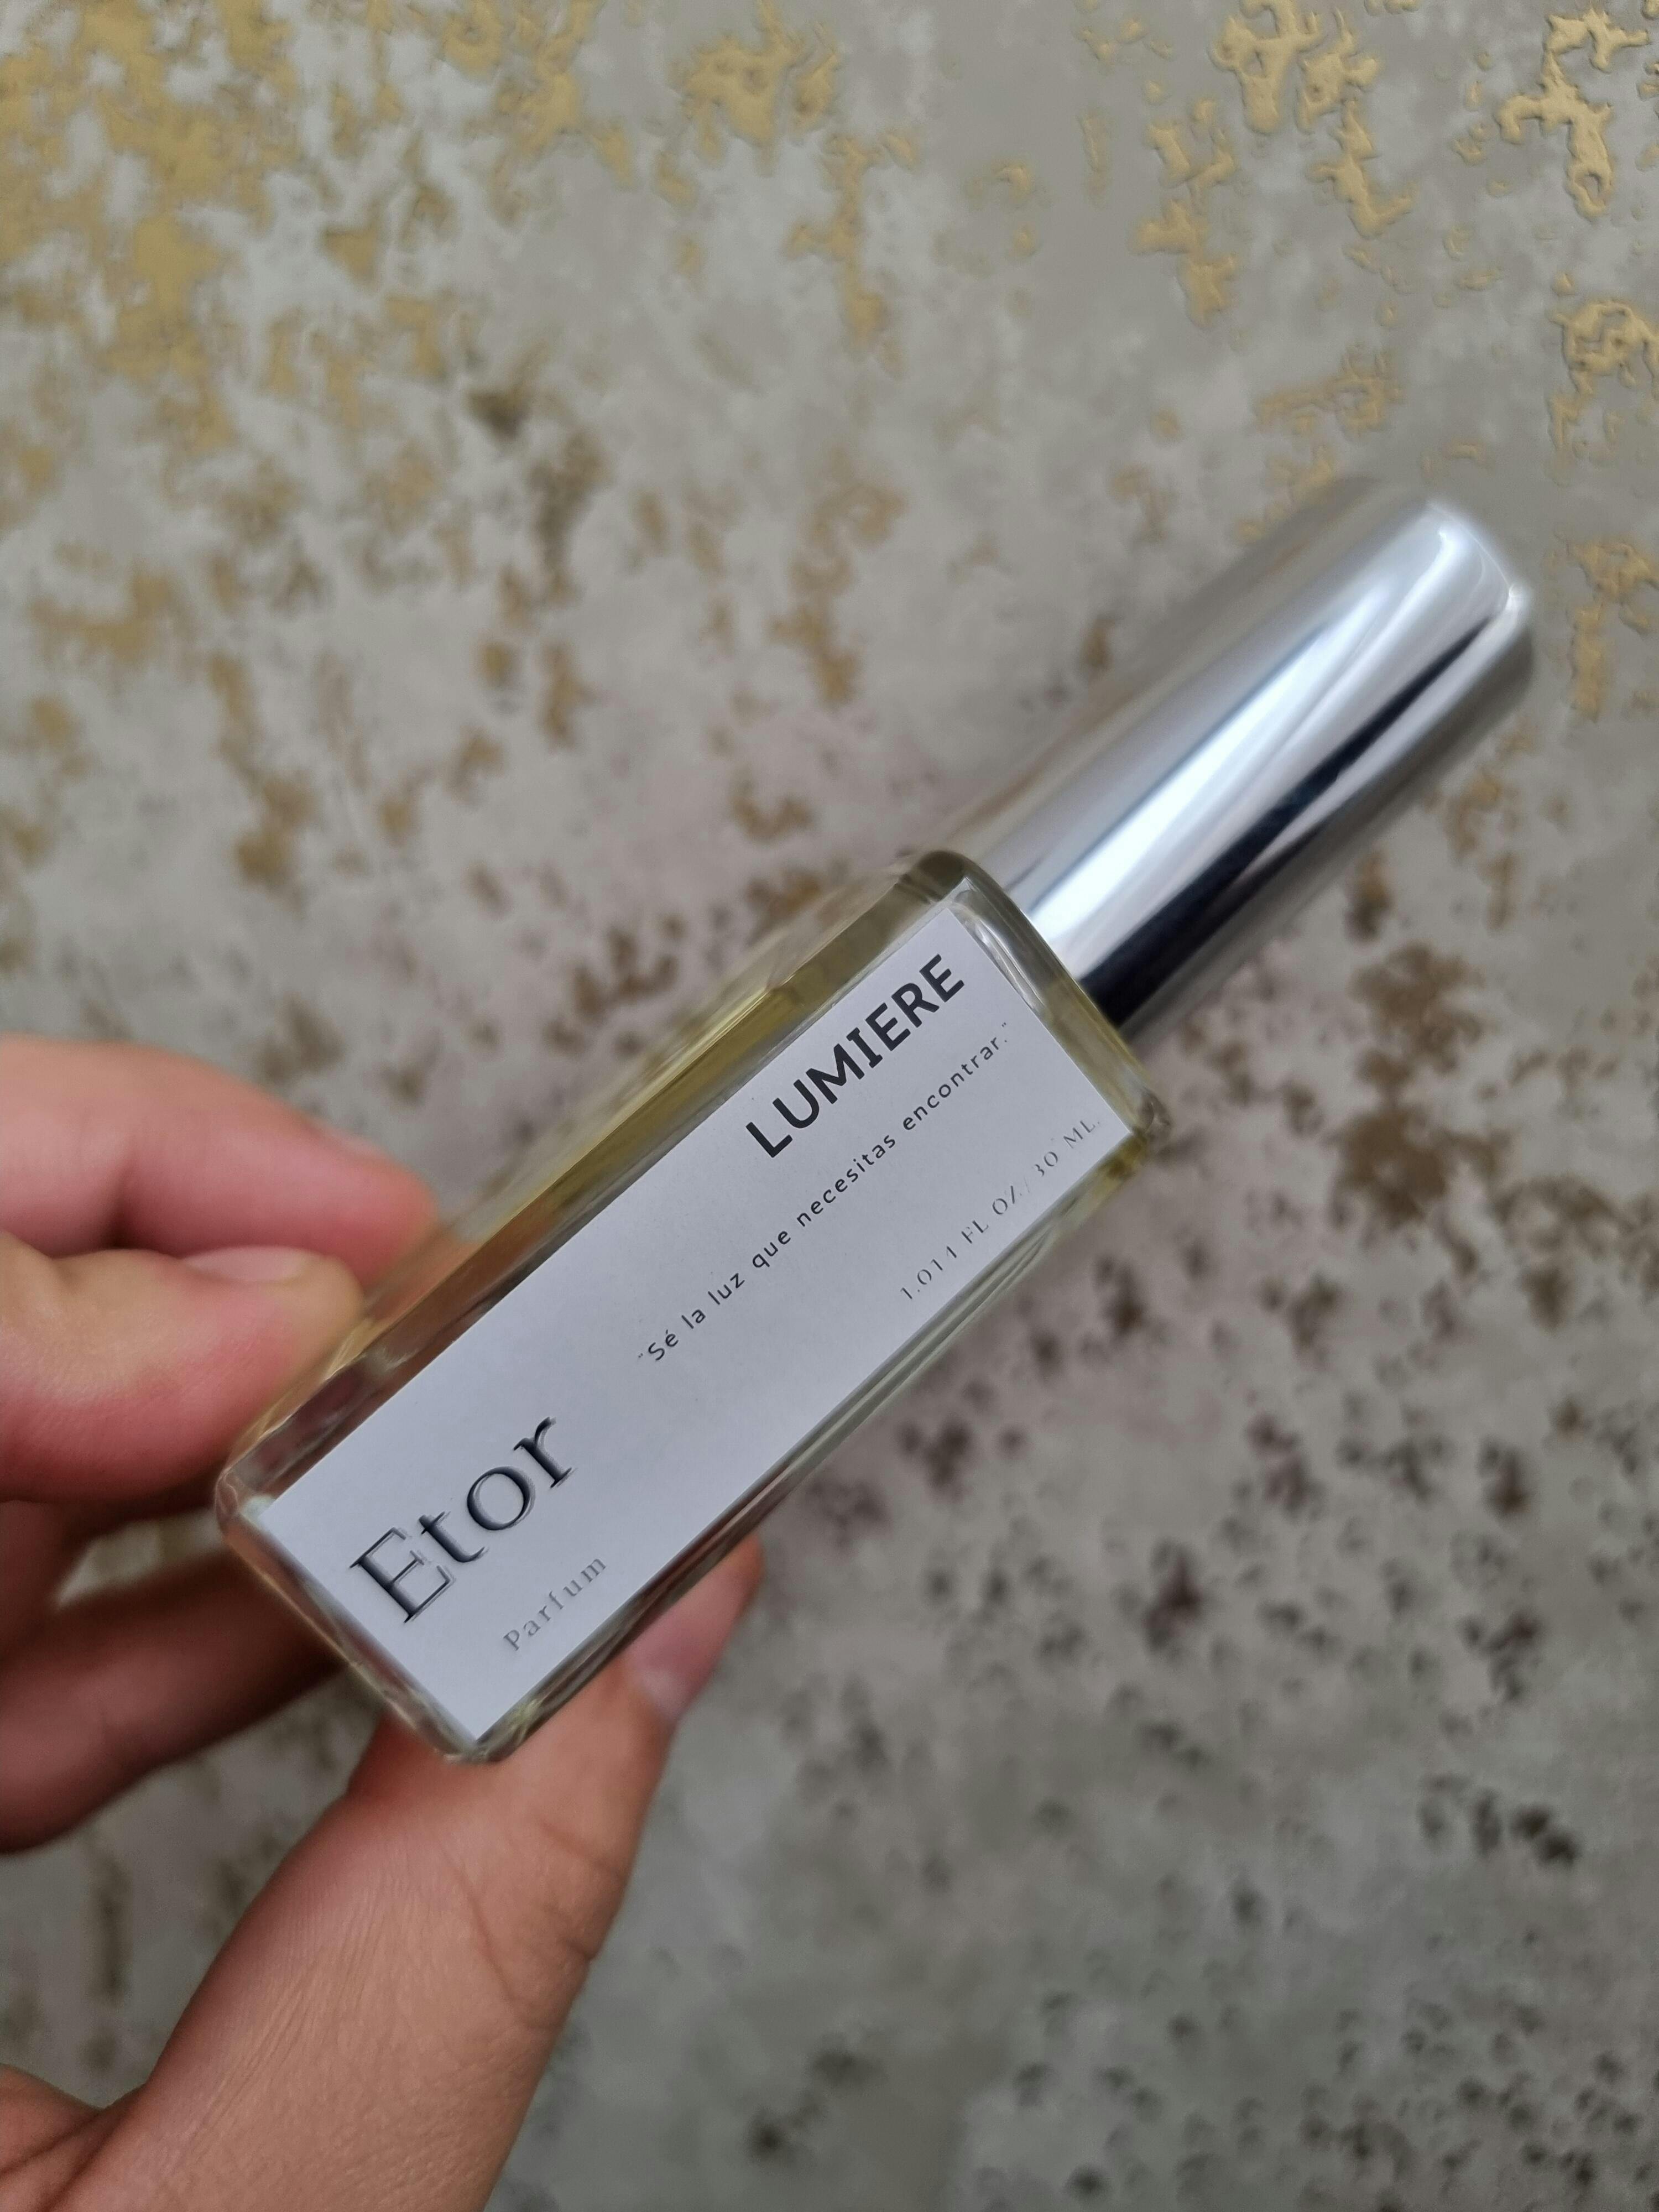 LUMIERE
"Sé la luz que necesitas encontrar."
1.014 FL OZ/ 30 ML.
Etor
Parfum